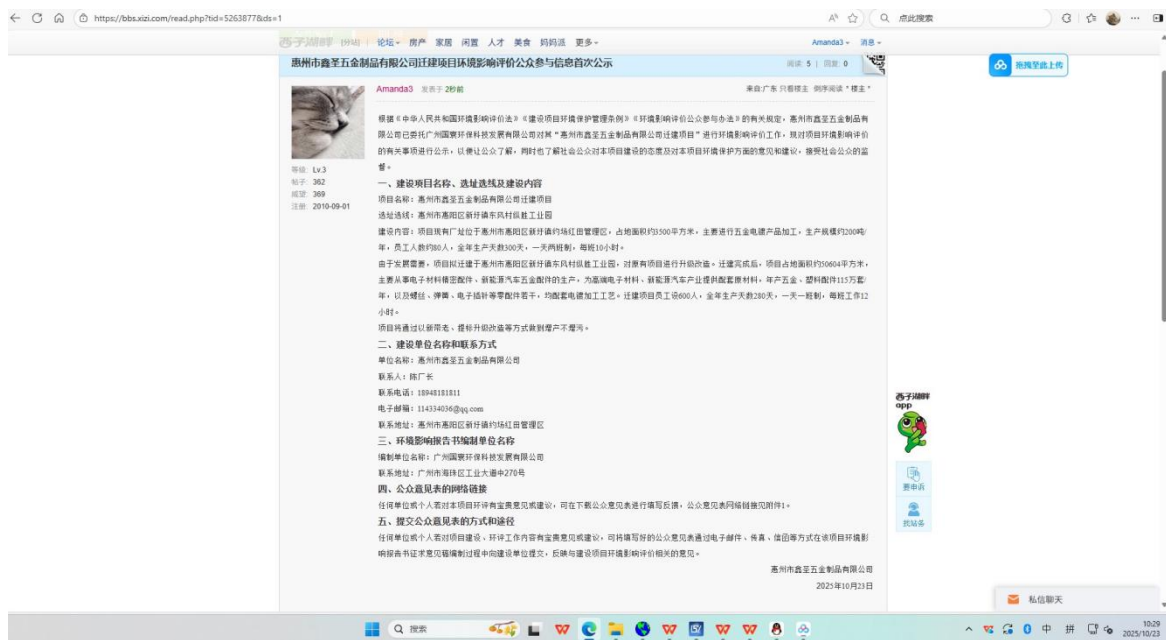 https://bbs.xizi.com/read.php?tid=5263877&ds=1
点此搜索
西子湖畔 [分站] 论坛 房产 家居 闲置 人才 美食 妈妈派 更多
Amanda3 消息
惠州市鑫圣五金制品有限公司迁建项目环境影响评价公众参与信息首次公示
阅读: 5 | 回复: 0
拖拽至此上传
Amanda3 发表于 2秒前
来自:广东 只看楼主 倒序阅读 * 楼主 *
等级: Lv.3
帖子: 362
威望: 369
注册: 2010-09-01
根据《中华人民共和国环境影响评价法》《建设项目环境保护管理条例》《环境影响评价公众参与办法》的有关规定，惠州市鑫圣五金制品有
限公司已委托广州国寰环保科技发展有限公司对其“惠州市鑫圣五金制品有限公司迁建项目”进行环境影响评价工作，现对项目环境影响评价
的有关事项进行公示，以便让公众了解，同时也了解社会公众对本项目建设的态度及对本项目环境保护方面的意见和建议，接受社会公众的监
督。
一、建设项目名称、选址选线及建设内容
项目名称：惠州市鑫圣五金制品有限公司迁建项目
选址选线：惠州市惠阳区新圩镇东风村纵胜工业园
建设内容：项目现有厂址位于惠州市惠阳区新圩镇约场红田管理区，占地面积约3500平方米，主要进行五金电镀产品加工，生产规模约200吨/
年，员工人数约80人，全年生产天数300天，一天两班制，每班10小时。
由于发展需要，项目拟迁建于惠州市惠阳区新圩镇东风村纵胜工业园，对原有项目进行升级改造。迁建完成后，项目占地面积约50604平方米，
主要从事电子材料精密配件、新能源汽车五金配件的生产，为高端电子材料、新能源汽车产业提供配套原材料，年产五金、塑料配件115万套/
年，以及螺丝、弹簧、电子插针等零配件若干，均配套电镀加工工艺。迁建项目员工设600人，全年生产天数280天，一天一班制，每班工作12
小时。
项目将通过以新带老、提标升级改造等方式做到增产不增污。
二、建设单位名称和联系方式
单位名称：惠州市鑫圣五金制品有限公司
联系人：陈厂长
联系电话：18948181811
电子邮箱：114334036@qq.com
联系地址：惠州市惠阳区新圩镇约场红田管理区
三、环境影响报告书编制单位名称
编制单位名称：广州国寰环保科技发展有限公司
联系地址：广州市海珠区工业大道中270号
四、公众意见表的网络链接
任何单位或个人若对本项目环评有宝贵意见或建议，可在下载公众意见表进行填写反馈，公众意见表网络链接见附件1。
五、提交公众意见表的方式和途径
任何单位或个人若对项目建设、环评工作内容有宝贵意见或建议，可将填写好的公众意见表通过电子邮件、传真、信函等方式在该项目环境影
响报告书征求意见稿编制过程中向建设单位提交，反映与建设项目环境影响评价相关的意见。
惠州市鑫圣五金制品有限公司
2025年10月23日
西子湖畔
app
要申诉
找站务
私信聊天
搜索
中 拼
10:29
2025/10/23